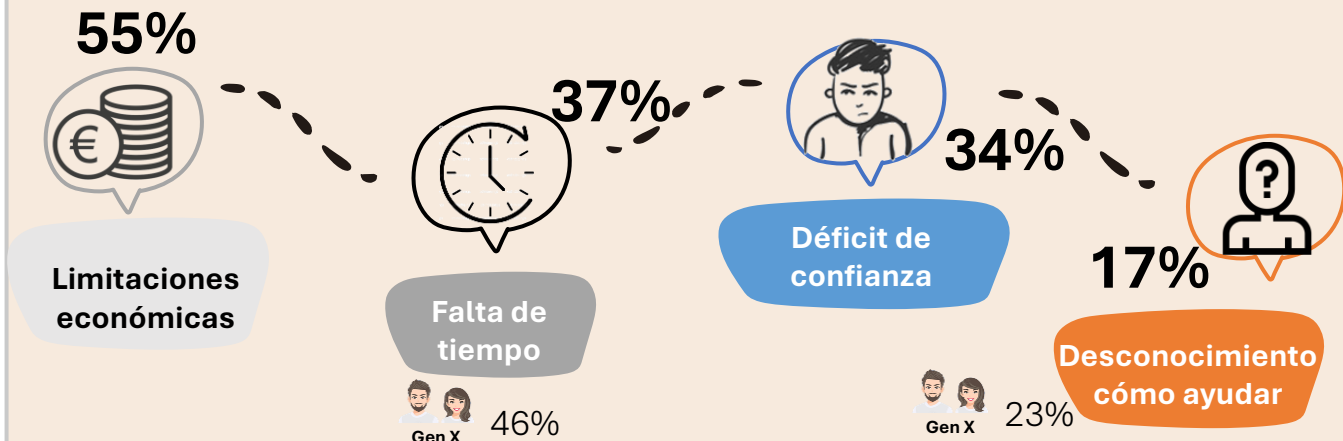 55%
€
Limitaciones
económicas
37%
Falta de
tiempo
Gen X
46%
34%
Déficit de
confianza
?
17%
Desconocimiento
cómo ayudar
Gen X
23%